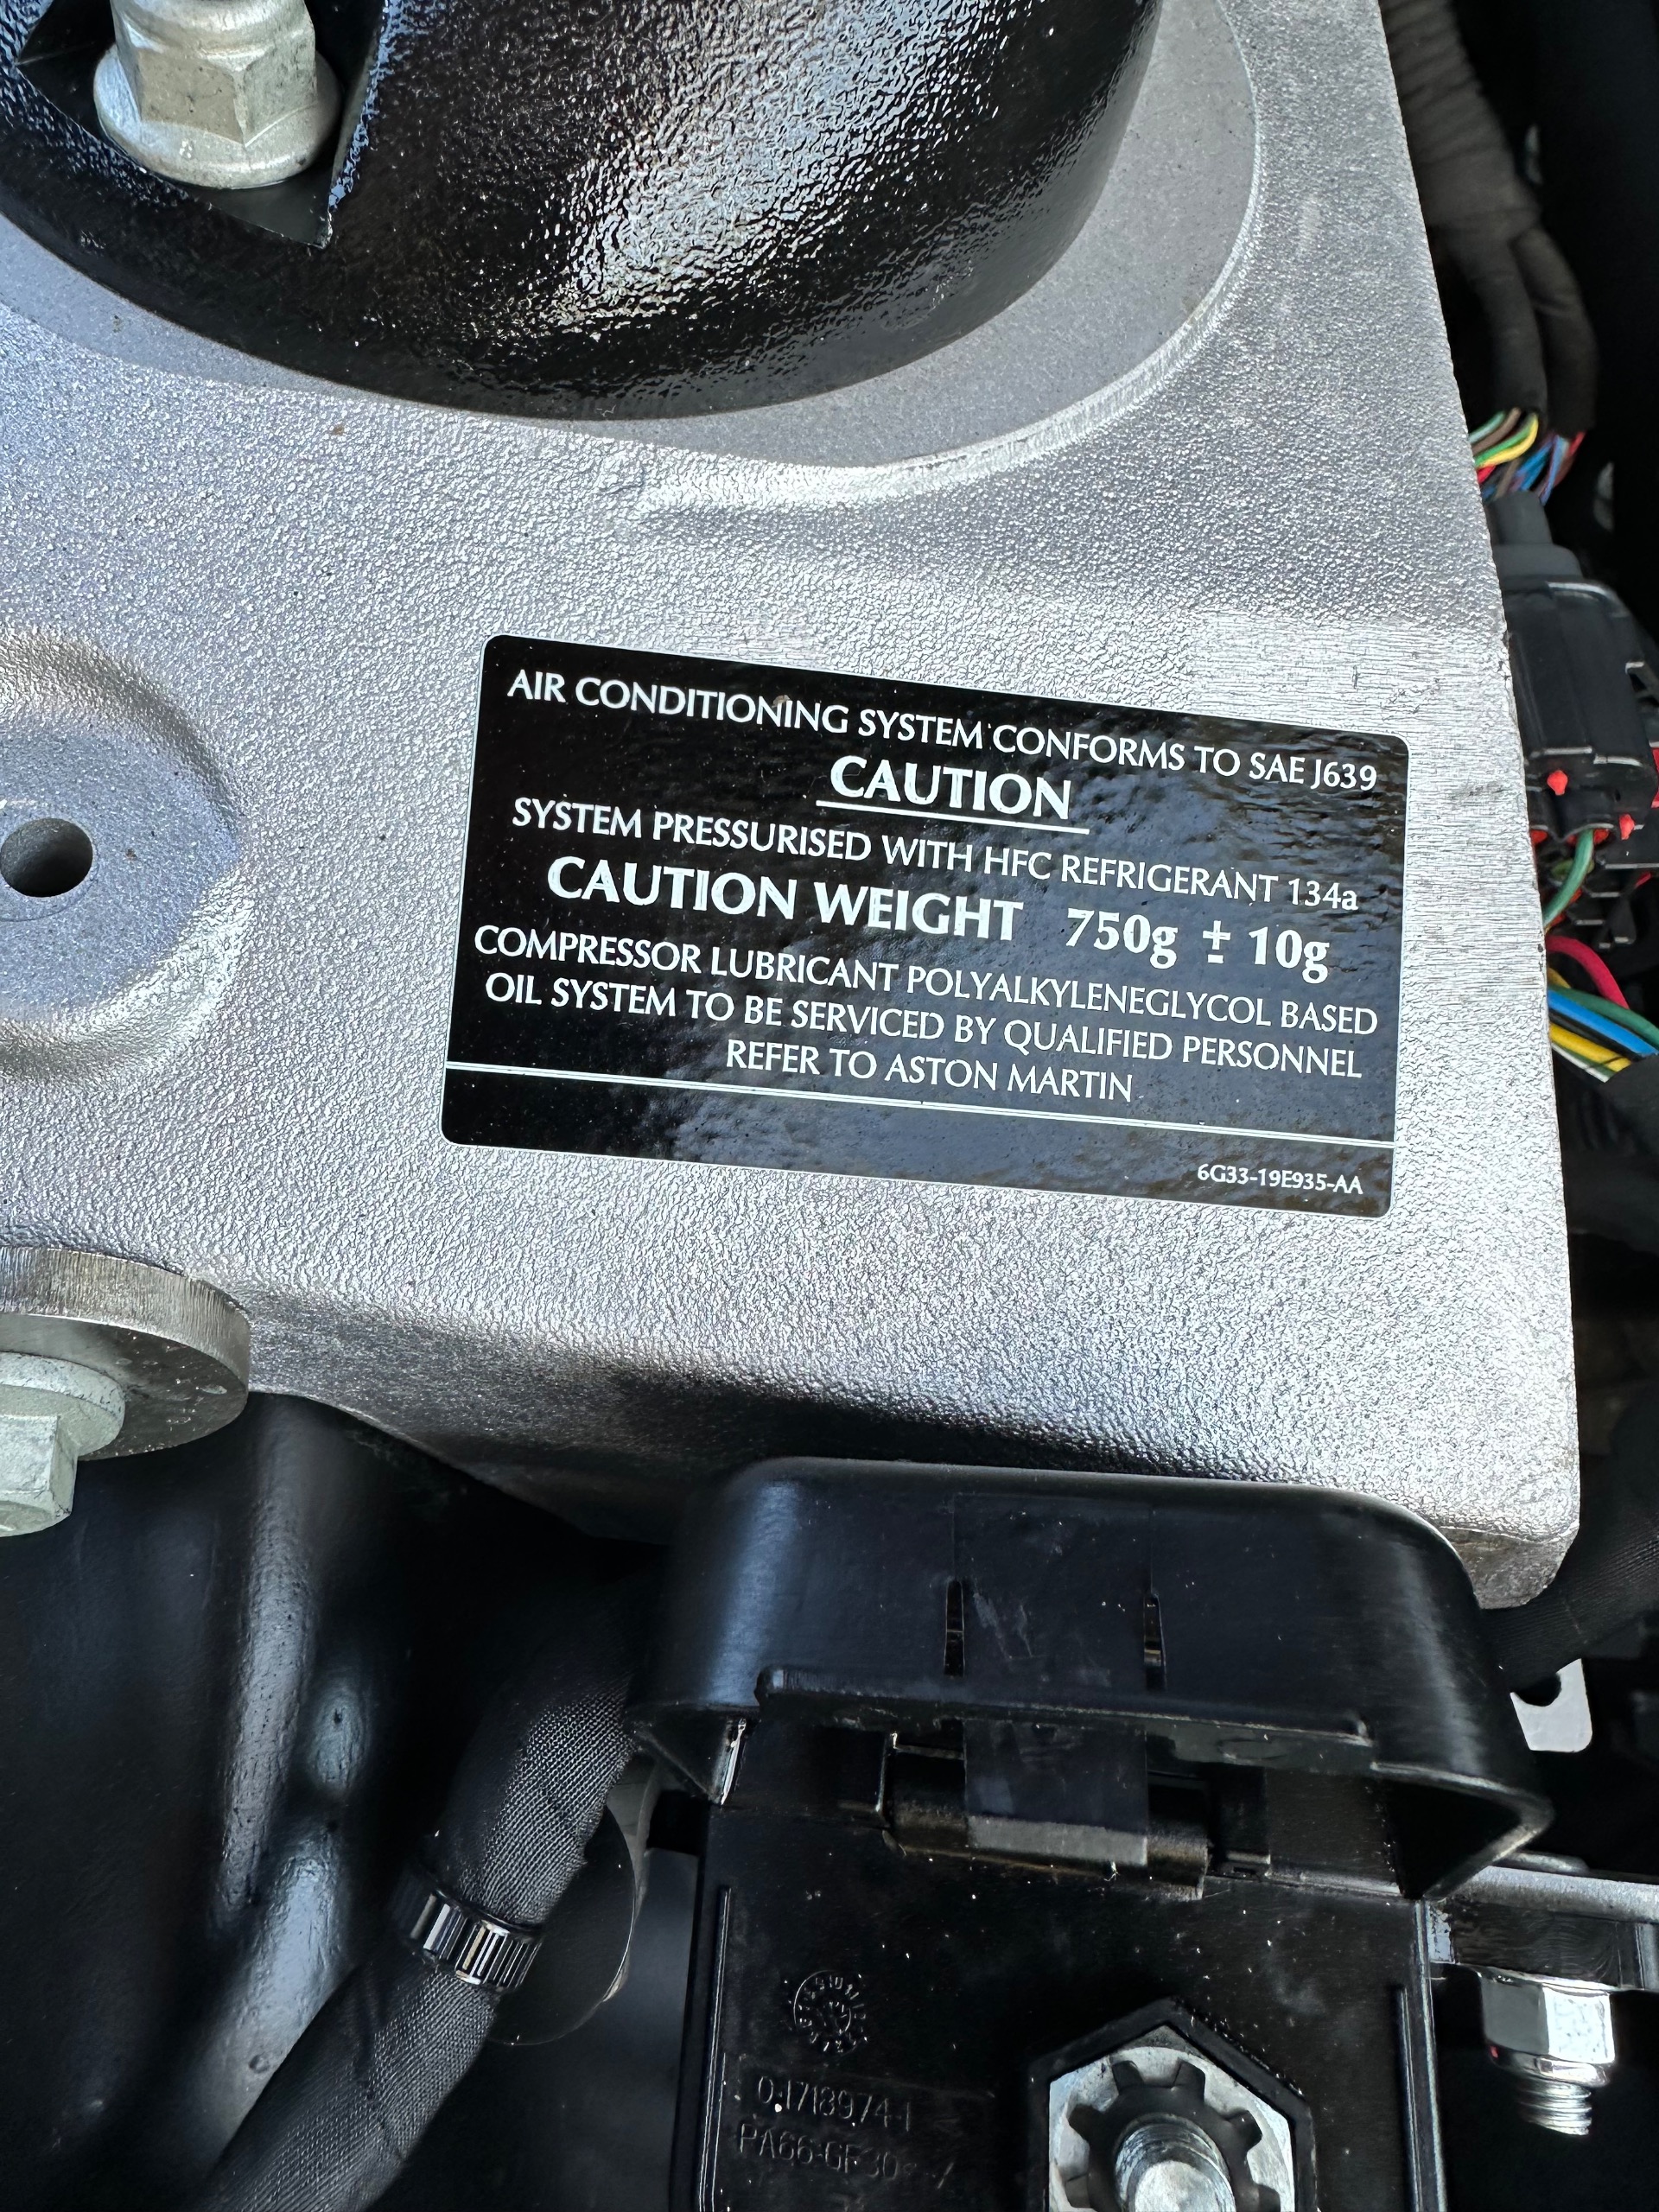 AIR CONDITIONING SYSTEM CONFORMS TO SAE J639
CAUTION
SYSTEM PRESSURISED WITH HFC REFRIGERANT 134a
CAUTION WEIGHT 750g ± 10g
COMPRESSOR LUBRICANT POLYALKYLENEGLYCOL BASED
OIL SYSTEM TO BE SERVICED BY QUALIFIED PERSONNEL
REFER TO ASTON MARTIN
6G33-19E935-AA